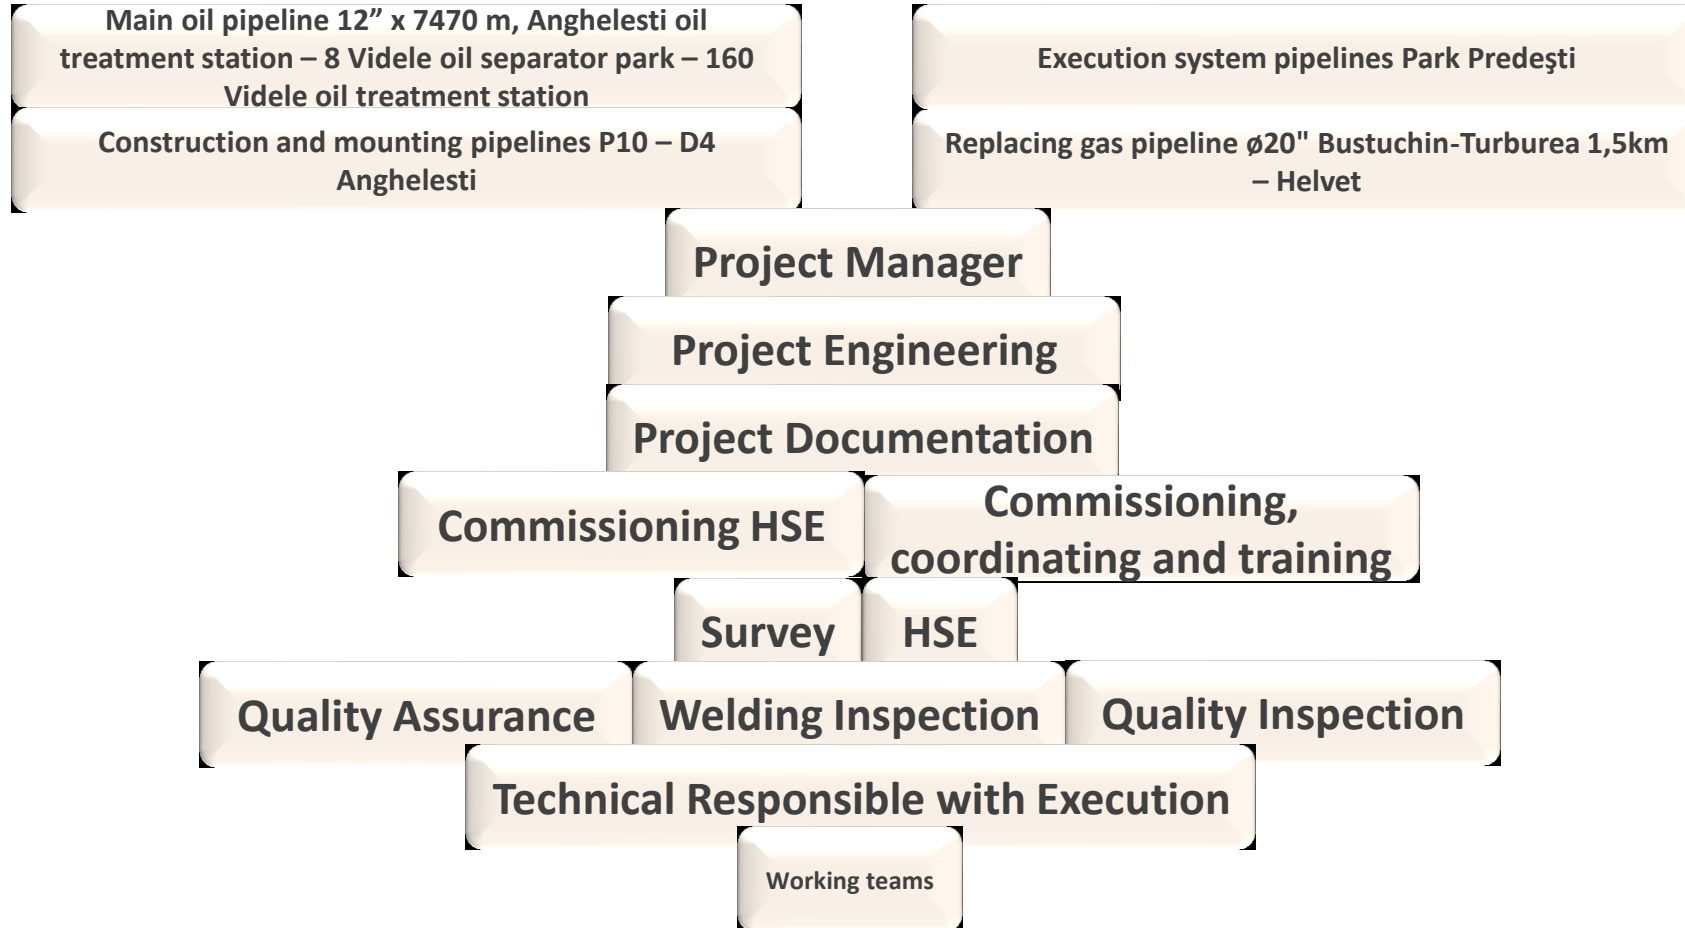 Main oil pipeline 12” x 7470 m, Anghelesti oil
treatment station – 8 Videle oil separator park – 160
Videle oil treatment station
Construction and mounting pipelines P10 – D4
Anghelesti
Execution system pipelines Park Predeşti
Replacing gas pipeline ø20" Bustuchin-Turburea 1,5km
– Helvet
Project Manager
Project Engineering
Project Documentation
Commissioning HSE
Commissioning,
coordinating and training
Survey
HSE
Quality Assurance
Welding Inspection
Quality Inspection
Technical Responsible with Execution
Working teams